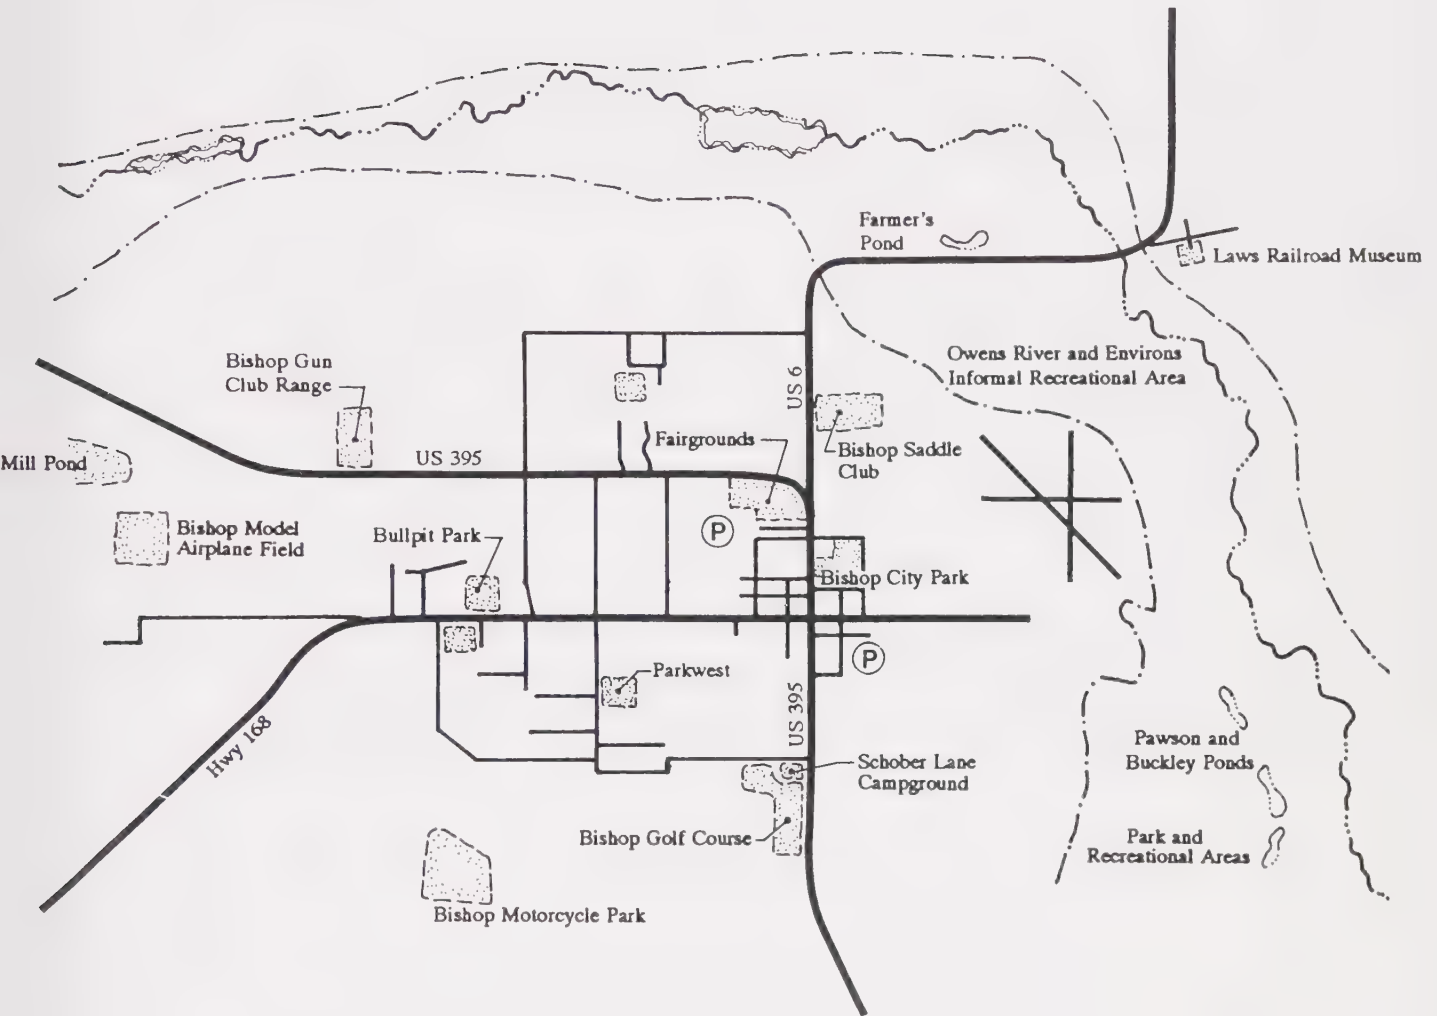 Farmer's
Pond
Laws Railroad Museum
Owens River and Environs
Informal Recreational Area
Bishop Gun
Club Range
US 6
Mill Pond
US 395
Fairgrounds
Bishop Saddle
Club
Bishop Model
Airplane Field
Bullpit Park
P
Bishop City Park
P
Parkwest
US 395
Hwy 168
Pawson and
Buckley Ponds
Schober Lane
Campground
Bishop Golf Course
Park and
Recreational Areas
Bishop Motorcycle Park